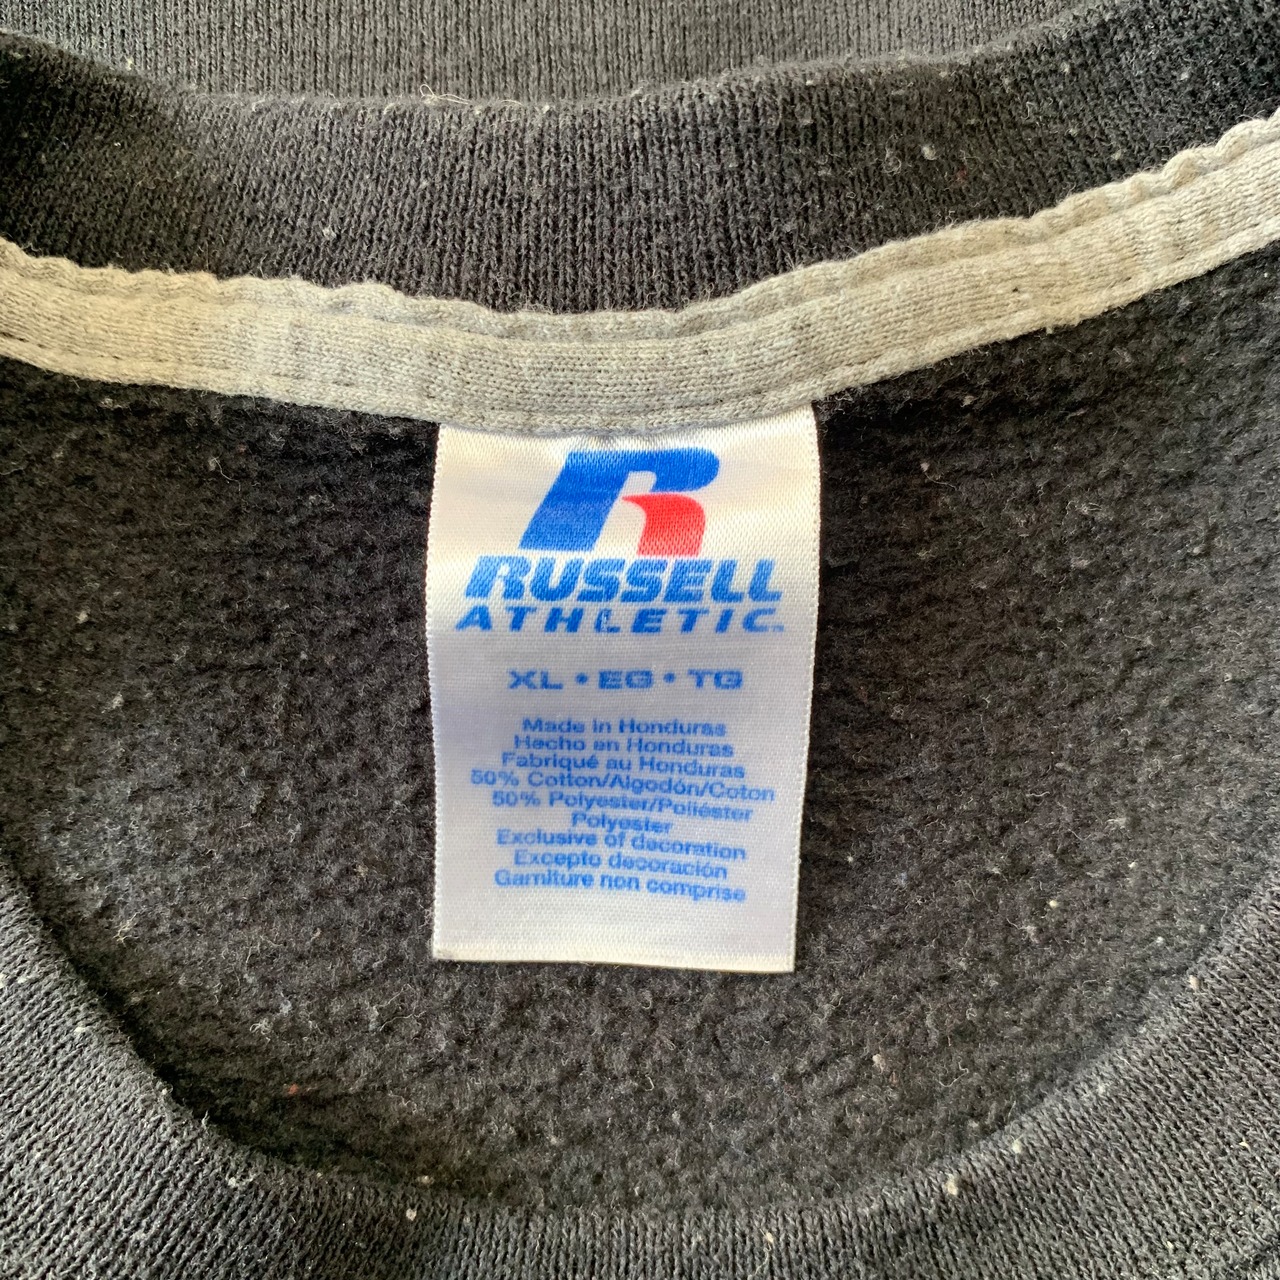 R
RUSSELL
ATHLETIC™
XL • EG • TG
Made in Honduras
Hecho en Honduras
Fabriqué au Honduras
50% Cotton/Algodón/Coton
50% Polyester/Poliéster
Polyester
Exclusive of decoration
Excepto decoración
Garniture non comprise